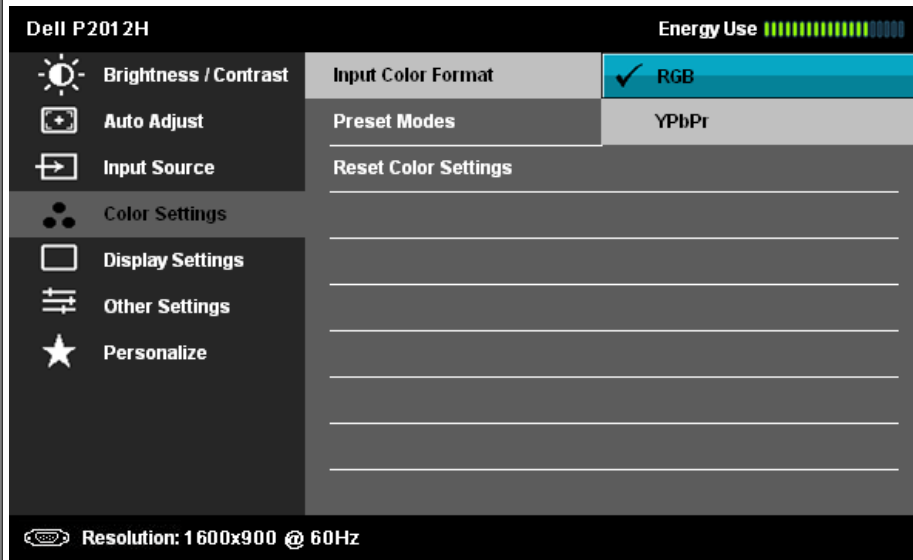 Dell P2012H
Energy Use
Brightness / Contrast
Auto Adjust
Input Source
Color Settings
Display Settings
Other Settings
Personalize
Input Color Format
Preset Modes
Reset Color Settings
RGB
YPbPr
Resolution: 1600x900 @ 60Hz